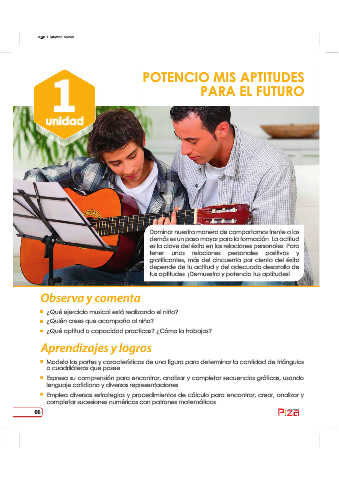 1
unidad
POTENCIO MIS APTITUDES
PARA EL FUTURO
Dominar nuestra manera de comportarnos frente a los
demás es un paso mayor para la formación. La actitud
es la clave del éxito en las relaciones personales. Para
tener unas relaciones personales positivas y
gratificantes, más del cincuenta por ciento del éxito
depende de tu actitud y del adecuado desarrollo de
tus aptitudes. ¡Demuestra y potencia tus aptitudes!
Observa y comenta
¿Qué ejercicio musical está realizando el niño?
¿Quién crees que acompaña al niño?
¿Qué aptitud o capacidad practicas? ¿Cómo la trabajas?
Aprendizajes y logros
Modela las partes y características de una figura para determinar la cantidad de triángulos
o cuadriláteros que posee
Expresa su comprensión para encontrar, analizar y completar secuencias gráficas, usando
lenguaje cotidiano y diversas representaciones
Emplea diversas estrategias y procedimientos de cálculo para encontrar, crear, analizar y
completar sucesiones numéricas con patrones matemáticos